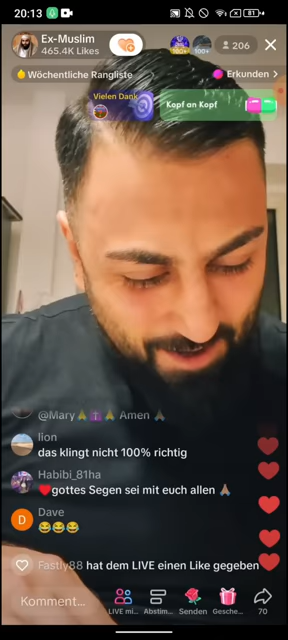 20:13
81
Ex-Muslim
465.4K Likes
100+
100+
206
Wöchentliche Rangliste
Erkunden >
Vielen Dank
Kopf an Kopf
@Mary🙏✝️🙏 Amen 🙏
lion
das klingt nicht 100% richtig
Habibi_81ha
❤️gottes Segen sei mit euch allen 🙏
D
Dave
😂😂😂
Fastly88 hat dem LIVE einen Like gegeben
Komment...
LIVE mi...
Abstim...
Senden
Gesche...
70